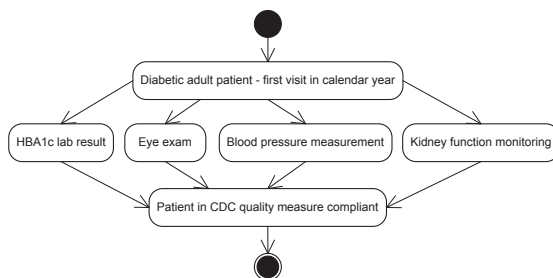 Diabetic adult patient - first visit in calendar year
HBA1c lab result
Eye exam
Blood pressure measurement
Kidney function monitoring
Patient in CDC quality measure compliant